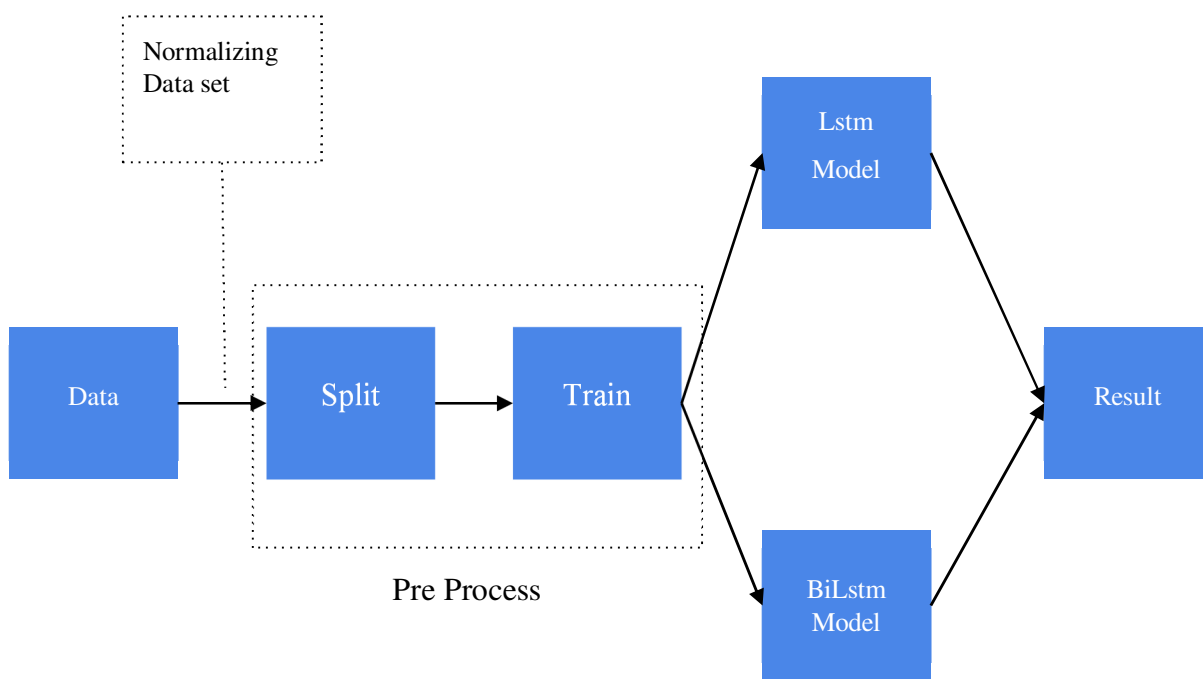 Normalizing
Data set
Lstm
Model
Data
Split
Train
Result
Pre Process
BiLstm
Model